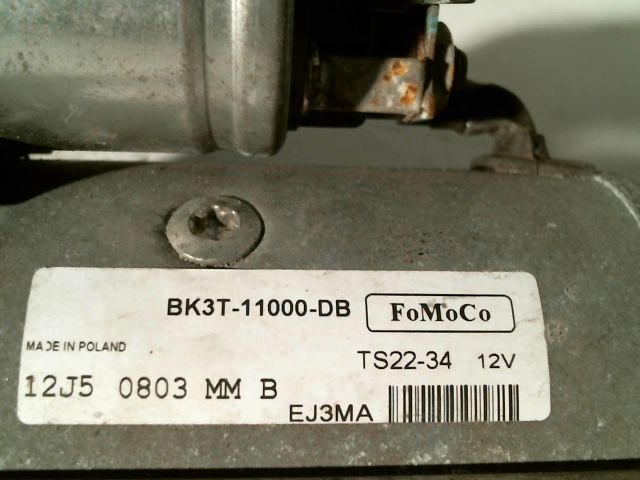 BK3T-11000-DB FoMoCo
MADE IN POLAND
TS22-34 12V
12J5 0803 MM B
EJ3MA